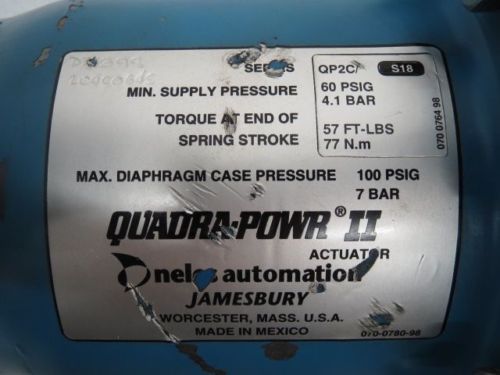 SERIES QP2C/ S18
MIN. SUPPLY PRESSURE 60 PSIG
4.1 BAR
TORQUE AT END OF
SPRING STROKE 57 FT-LBS
77 N.m
070 0764 98
MAX. DIAPHRAGM CASE PRESSURE 100 PSIG
7 BAR
QUADRA-POWR® II
ACTUATOR
neles automation
JAMESBURY
WORCESTER, MASS. U.S.A.
MADE IN MEXICO 070-0780-98